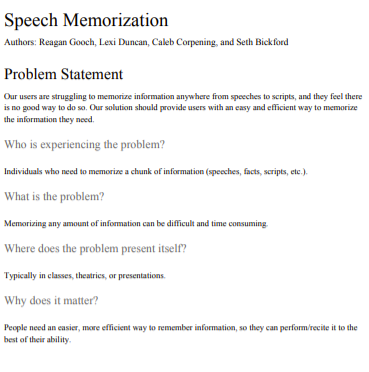 Speech Memorization
Authors: Reagan Gooch, Lexi Duncan, Caleb Corpening, and Seth Bickford
Problem Statement
Our users are struggling to memorize information anywhere from speeches to scripts, and they feel there
is no good way to do so. Our solution should provide users with an easy and efficient way to memorize
the information they need.
Who is experiencing the problem?
Individuals who need to memorize a chunk of information (speeches, facts, scripts, etc.).
What is the problem?
Memorizing any amount of information can be difficult and time consuming.
Where does the problem present itself?
Typically in classes, theatrics, or presentations.
Why does it matter?
People need an easier, more efficient way to remember information, so they can perform/recite it to the
best of their ability.